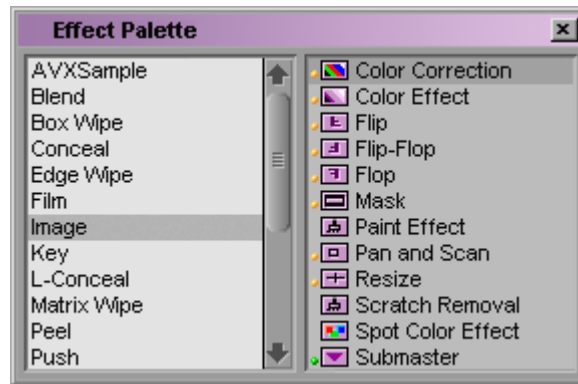 Effect Palette
AVXSample
Blend
Box Wipe
Conceal
Edge Wipe
Film
Image
Key
L-Conceal
Matrix Wipe
Peel
Push
Color Correction
Color Effect
Flip
Flip-Flop
Flop
Mask
Paint Effect
Pan and Scan
Resize
Scratch Removal
Spot Color Effect
Submaster